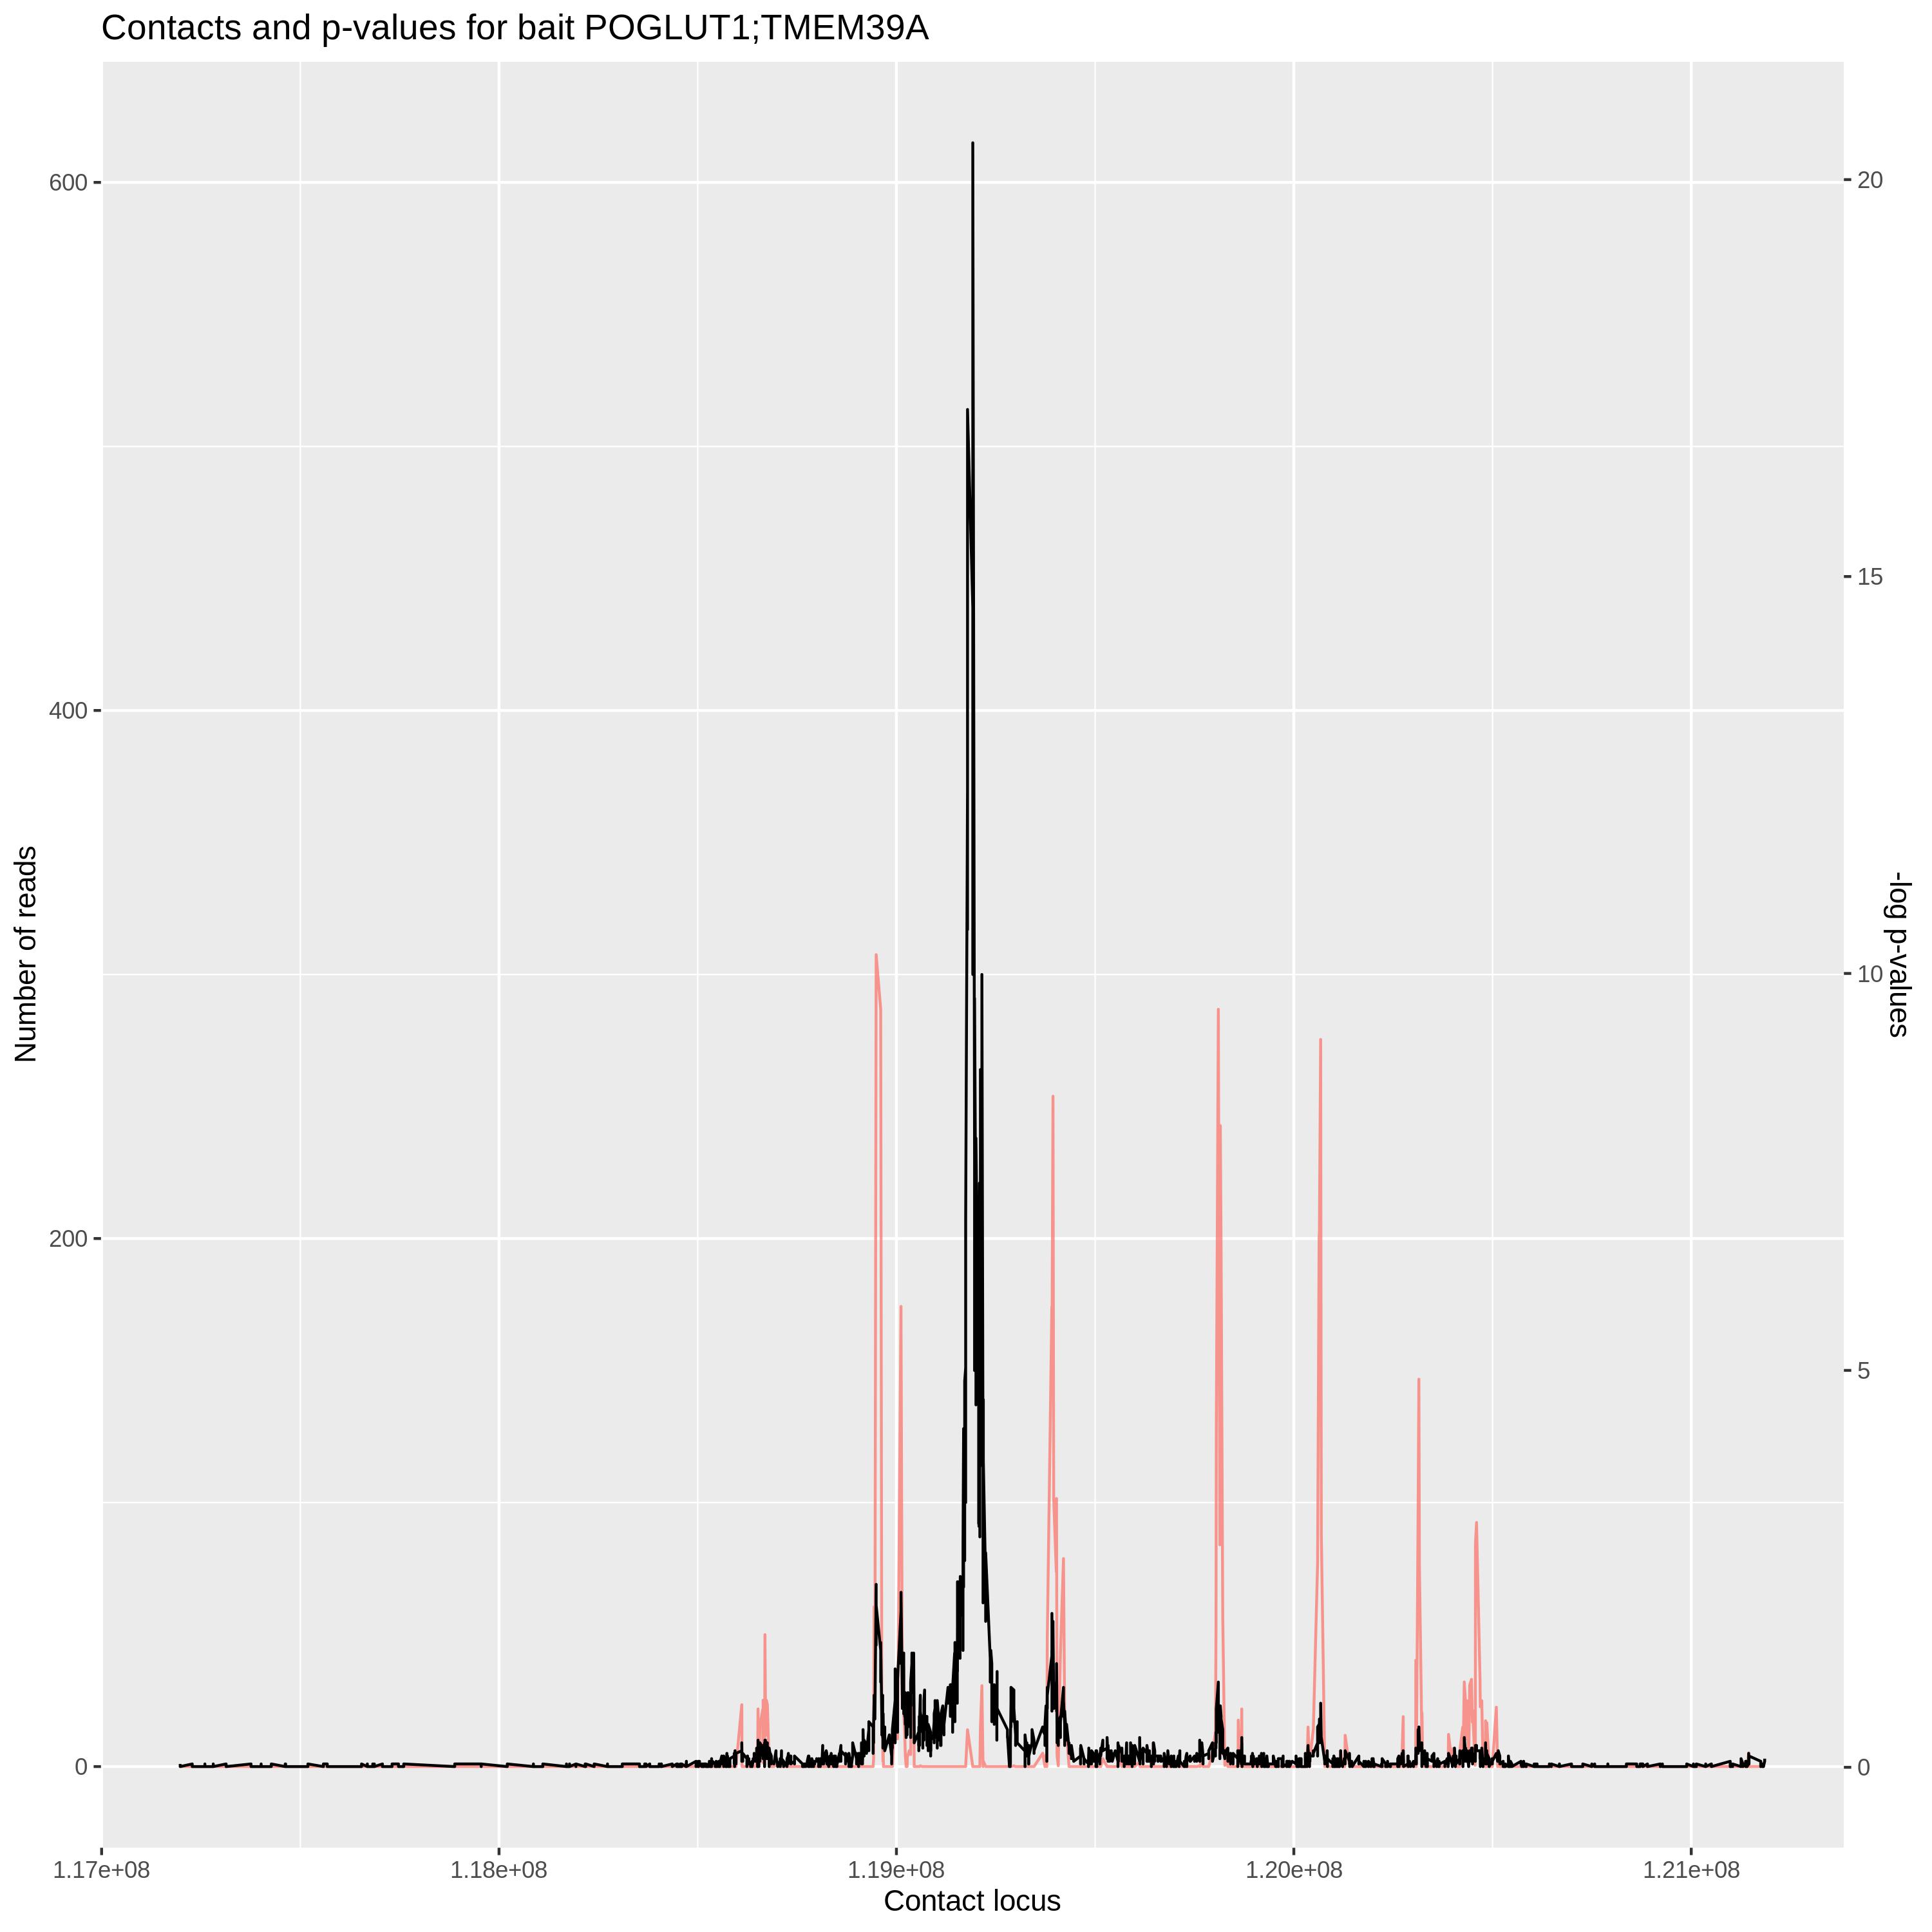 Contacts and p-values for bait POGLUT1;TMEM39A
Number of reads
600
400
200
0
20
15
10
5
0
-log p-values
1.17e+08 1.18e+08 1.19e+08 1.20e+08 1.21e+08
Contact locus